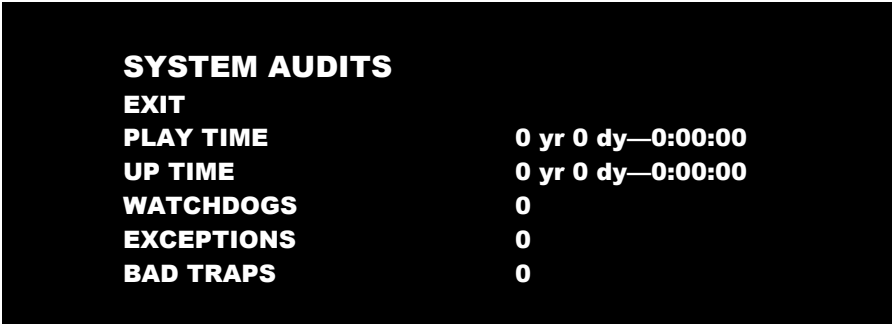 SYSTEM AUDITS
EXIT
PLAY TIME 0 yr 0 dy—0:00:00
UP TIME 0 yr 0 dy—0:00:00
WATCHDOGS 0
EXCEPTIONS 0
BAD TRAPS 0